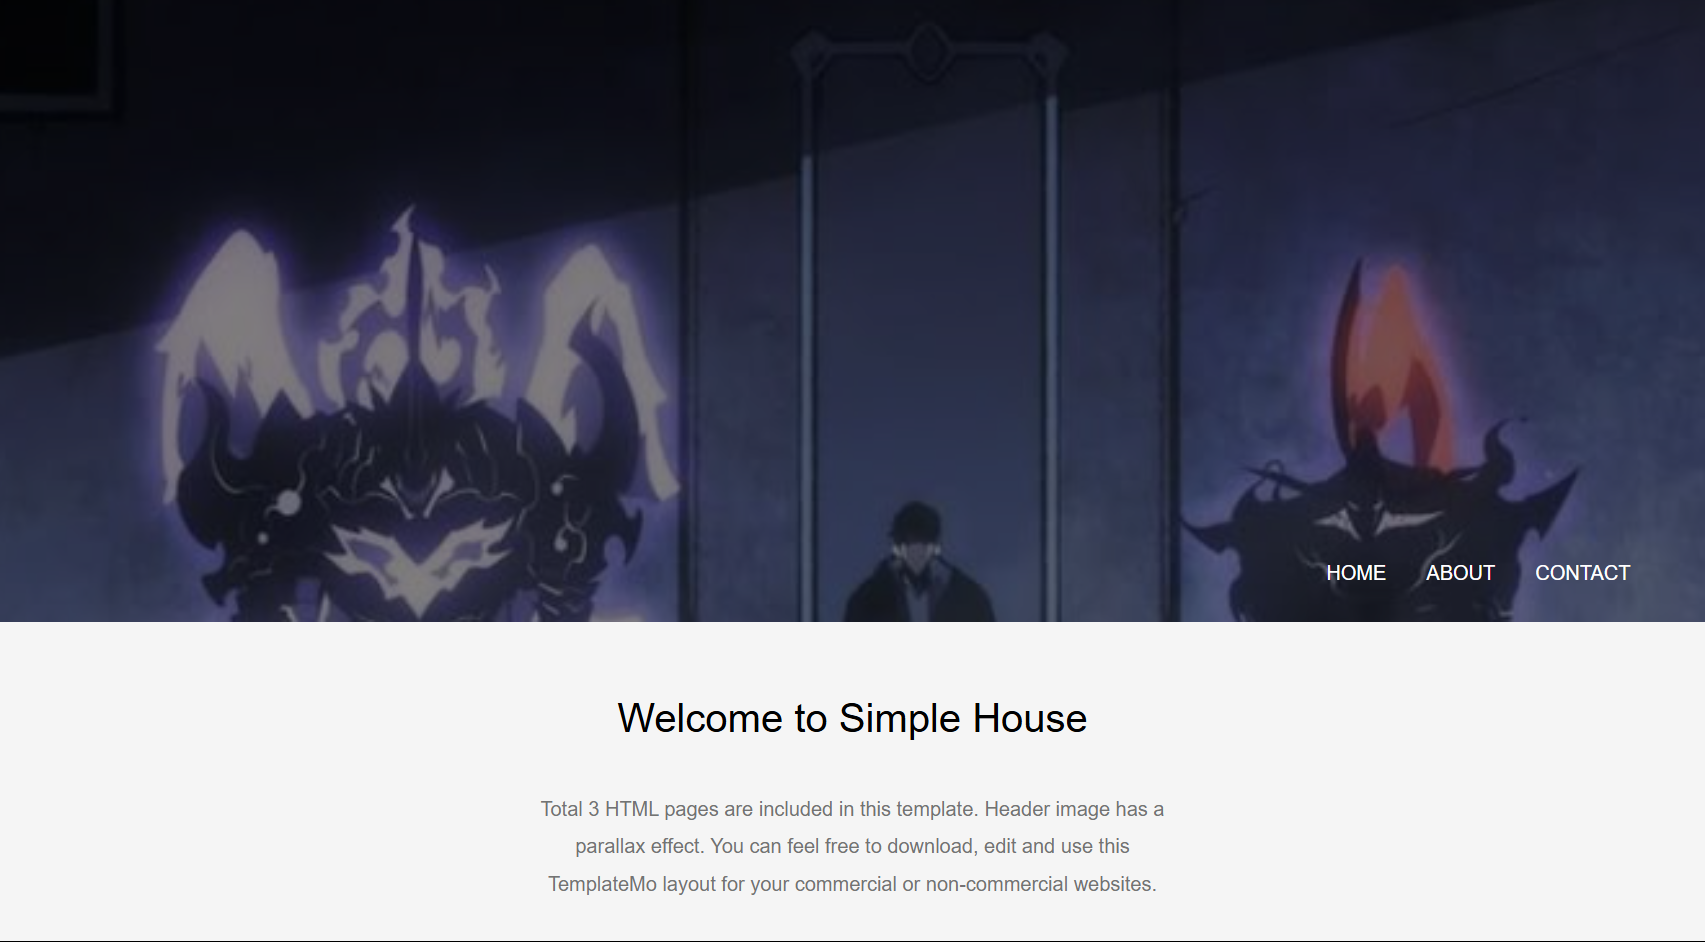 HOME ABOUT CONTACT
Welcome to Simple House
Total 3 HTML pages are included in this template. Header image has a
parallax effect. You can feel free to download, edit and use this
TemplateMo layout for your commercial or non-commercial websites.